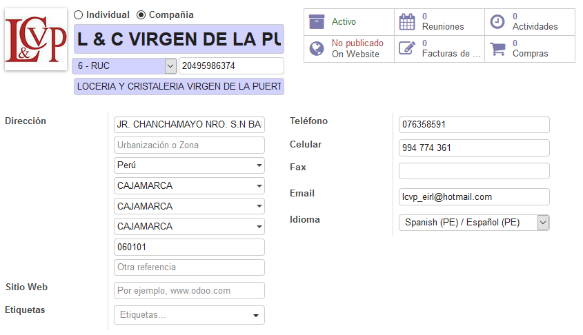 LCVP
&
Individual Compañía
L & C VIRGEN DE LA PU
6 - RUC 20495986374
LOCERIA Y CRISTALERIA VIRGEN DE LA PUERT
Activo
0
Reuniones
0
Actividades
No publicado
On Website
0
Facturas de ...
0
Compras
Dirección
JR. CHANCHAMAYO NRO. S.N BA
Urbanización o Zona
Perú
CAJAMARCA
CAJAMARCA
CAJAMARCA
060101
Otra referencia
Sitio Web Por ejemplo, www.odoo.com
Etiquetas Etiquetas...
Teléfono 076358591
Celular 994 774 361
Fax
Email lcvp_eirl@hotmail.com
Idioma Spanish (PE) / Español (PE)